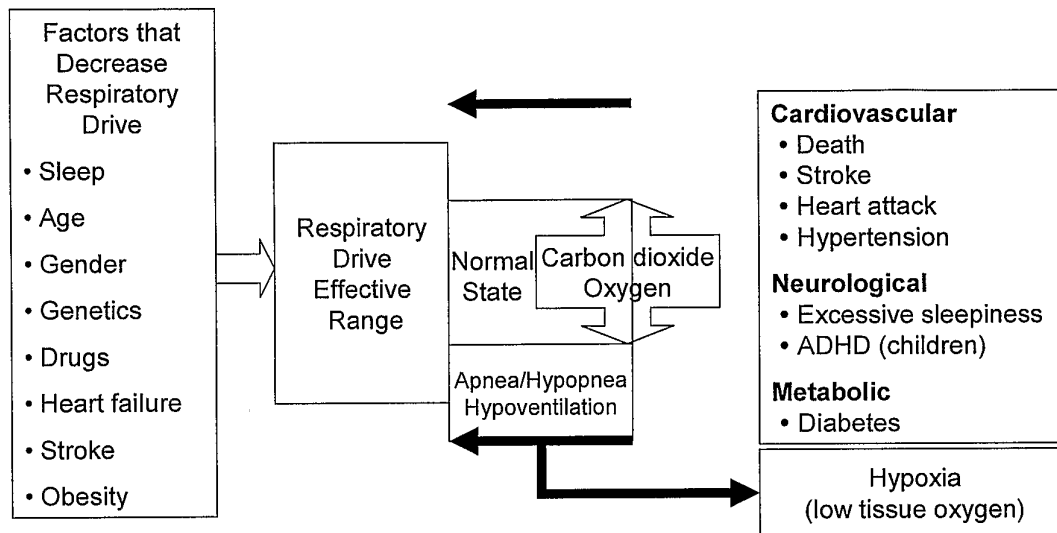 Factors that
Decrease
Respiratory
Drive
• Sleep
• Age
• Gender
• Genetics
• Drugs
• Heart failure
• Stroke
• Obesity
Respiratory
Drive
Effective
Range
Normal
State
Carbon dioxide
Oxygen
Apnea/Hypopnea
Hypoventilation
Cardiovascular
• Death
• Stroke
• Heart attack
• Hypertension
Neurological
• Excessive sleepiness
• ADHD (children)
Metabolic
• Diabetes
Hypoxia
(low tissue oxygen)